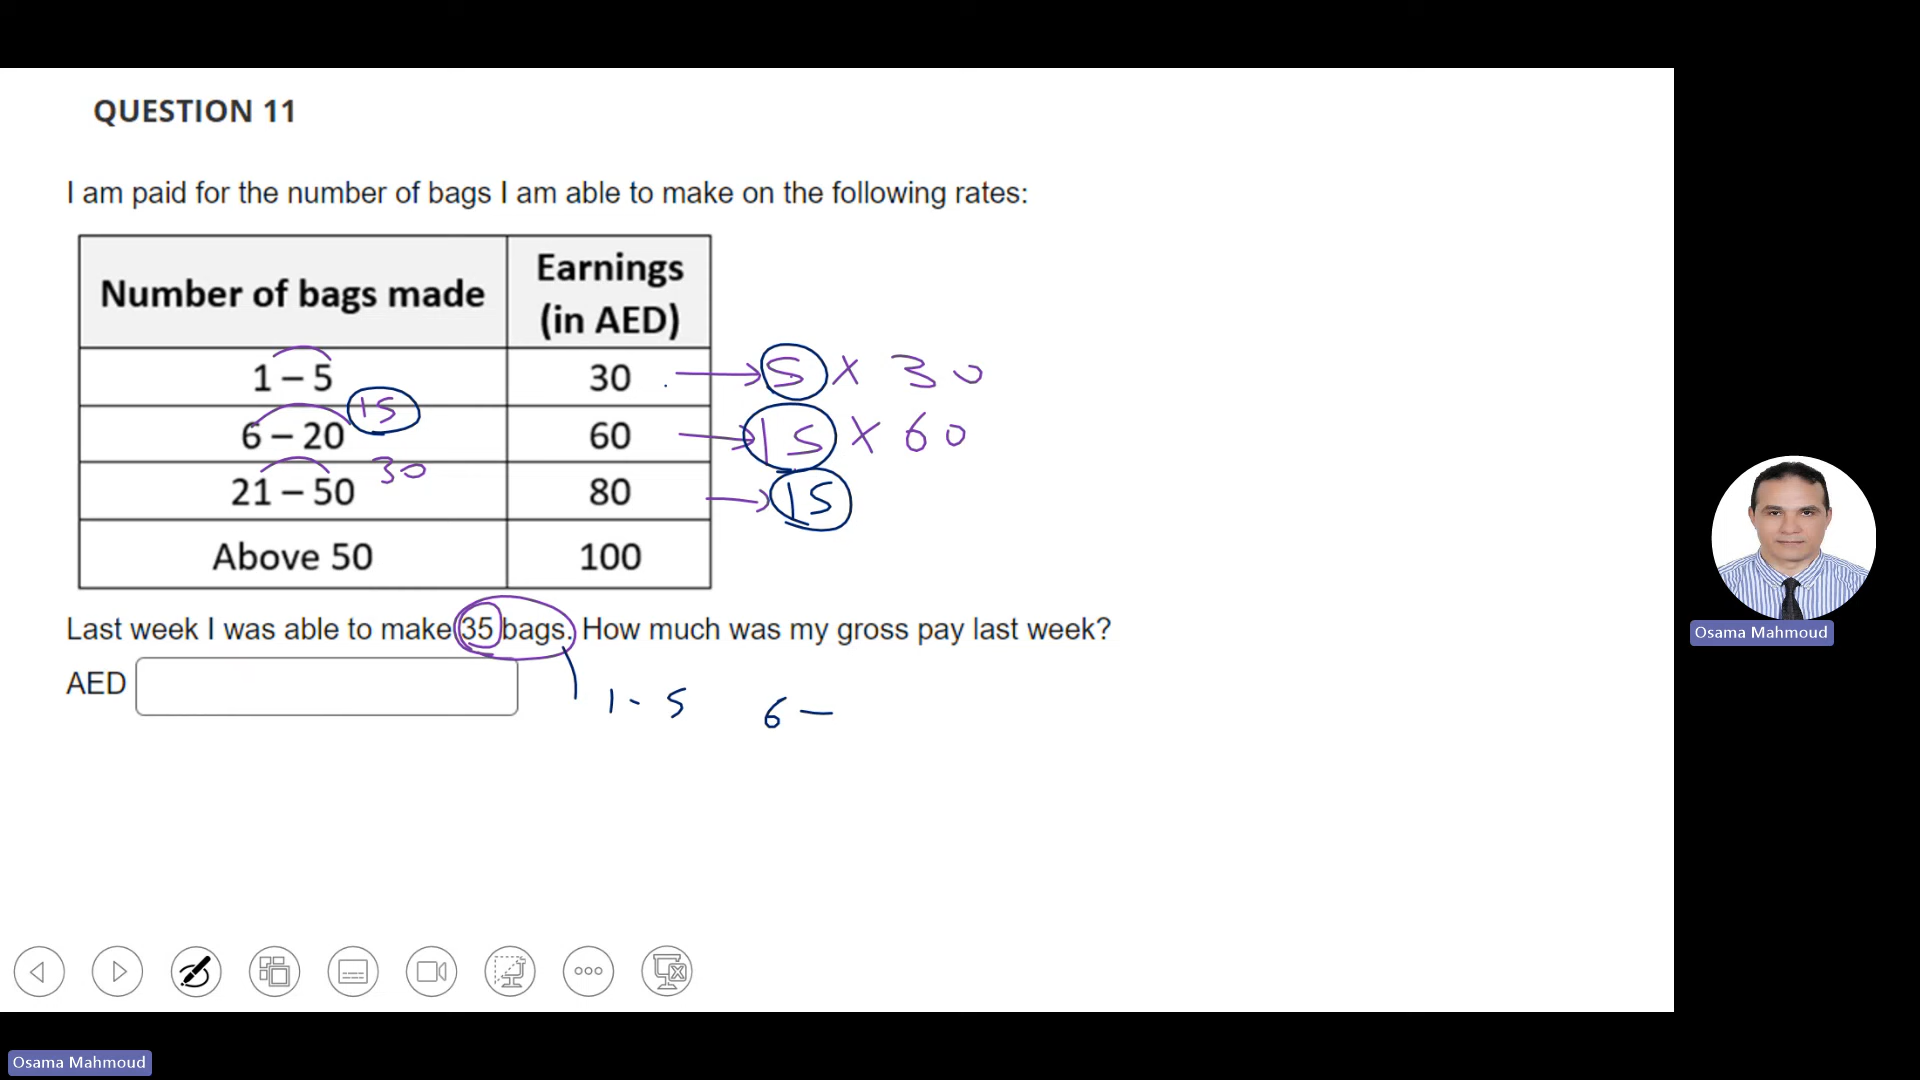 QUESTION 11
I am paid for the number of bags I am able to make on the following rates:
Number of bags made
Earnings (in AED)
1 – 5
30
5 x 30
15
6 – 20
60
15 x 60
30
21 – 50
80
15
Above 50
100
Last week I was able to make 35 bags. How much was my gross pay last week?
AED
1 - 5 6 —
Osama Mahmoud
Osama Mahmoud